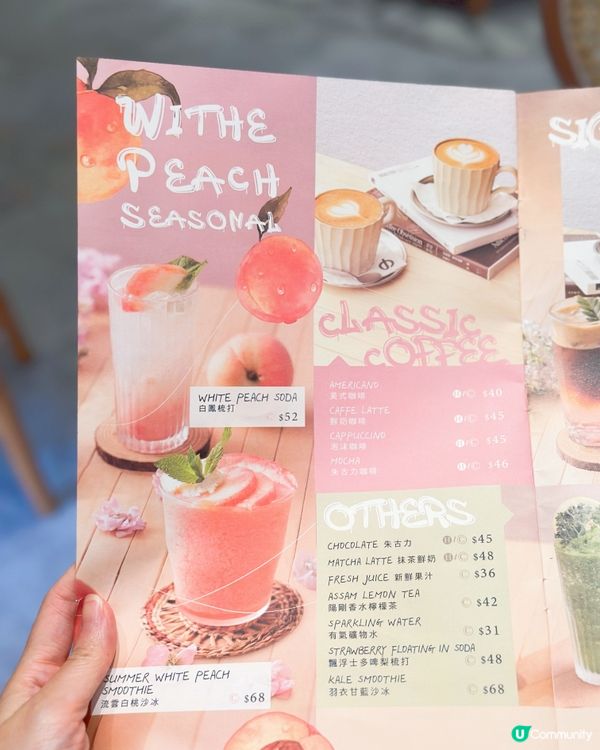 WITHE
PEACH
SEASONAL
WHITE PEACH SODA
白鳳梳打
Ⓒ $52
SUMMER WHITE PEACH
SMOOTHIE
流雲白桃沙冰
Ⓒ $68
CLASSIC
COFFEE
AMERICANO
美式咖啡
Ⓗ/Ⓒ $40
CAFFE LATTE
鮮奶咖啡
Ⓗ/Ⓒ $45
CAPPUCCINO
泡沫咖啡
Ⓗ/Ⓒ $45
MOCHA
朱古力咖啡
Ⓗ/Ⓒ $46
OTHERS
CHOCOLATE 朱古力 Ⓗ/Ⓒ $45
MATCHA LATTE 抹茶鮮奶 Ⓗ/Ⓒ $48
FRESH JUICE 新鮮果汁 Ⓒ $36
ASSAM LEMON TEA
陽剛香水檸檬茶
Ⓒ $42
SPARKLING WATER
有氣礦物水
Ⓒ $31
STRAWBERRY FLOATING IN SODA
飄浮士多啤梨梳打
Ⓒ $48
KALE SMOOTHIE
羽衣甘藍沙冰
Ⓒ $68
U Community